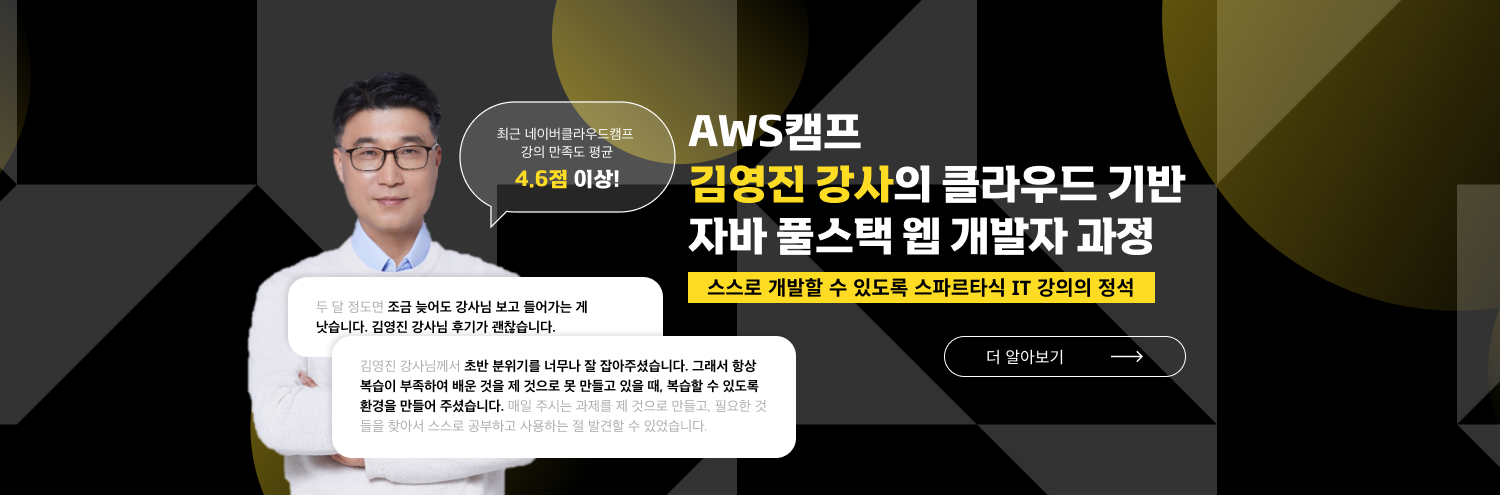 최근 네이버클라우드캠프
강의 만족도 평균
4.6점 이상!
AWS캠프
김영진 강사의 클라우드 기반
자바 풀스택 웹 개발자 과정
스스로 개발할 수 있도록 스파르타식 IT 강의의 정석
더 알아보기
두 달 정도면 조금 늦어도 강사님 보고 들어가는 게
낫습니다. 김영진 강사님 후기가 괜찮습니다.
김영진 강사님께서 초반 분위기를 너무나 잘 잡아주셨습니다. 그래서 항상
복습이 부족하여 배운 것을 제 것으로 못 만들고 있을 때, 복습할 수 있도록
환경을 만들어 주셨습니다. 매일 주시는 과제를 제 것으로 만들고, 필요한 것
들을 찾아서 스스로 공부하고 사용하는 절 발견할 수 있었습니다.